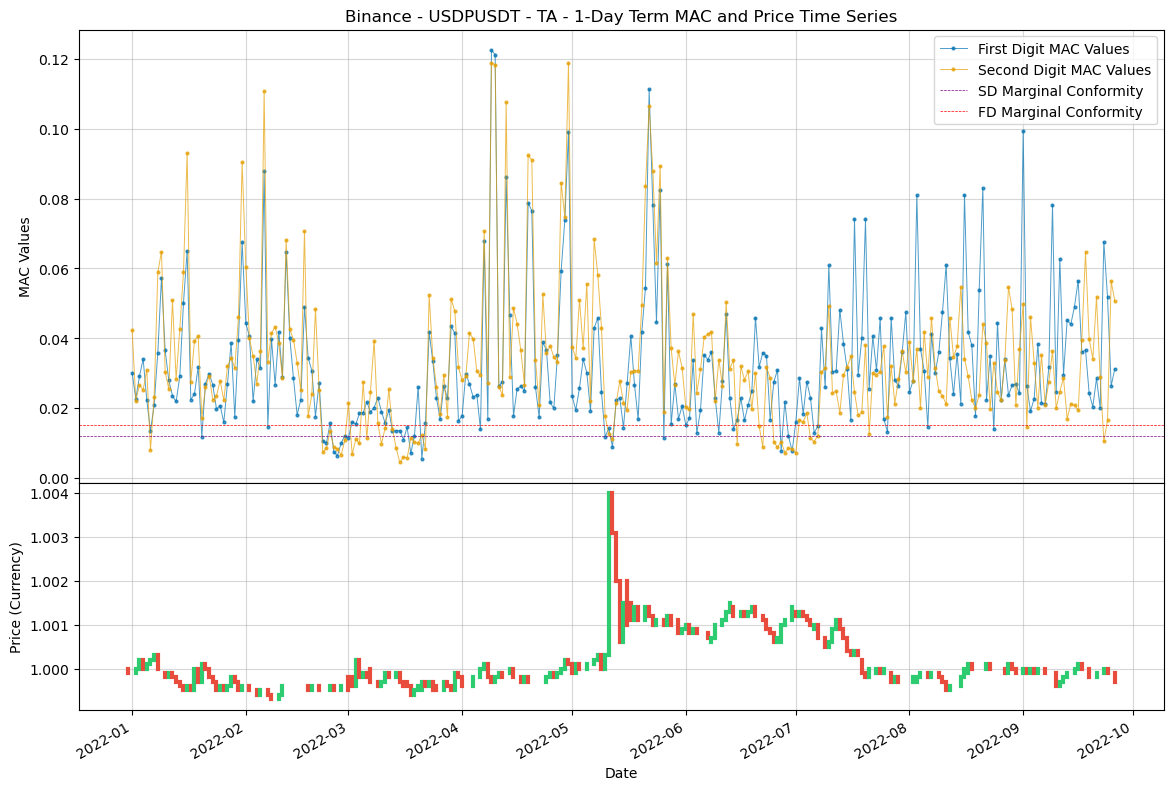 Binance - USDPUSDT - TA - 1-Day Term MAC and Price Time Series
First Digit MAC Values
Second Digit MAC Values
SD Marginal Conformity
FD Marginal Conformity
MAC Values
0.12
0.10
0.08
0.06
0.04
0.02
0.00
Price (Currency)
1.004
1.003
1.002
1.001
1.000
2022-01
2022-02
2022-03
2022-04
2022-05
2022-06
2022-07
2022-08
2022-09
2022-10
Date